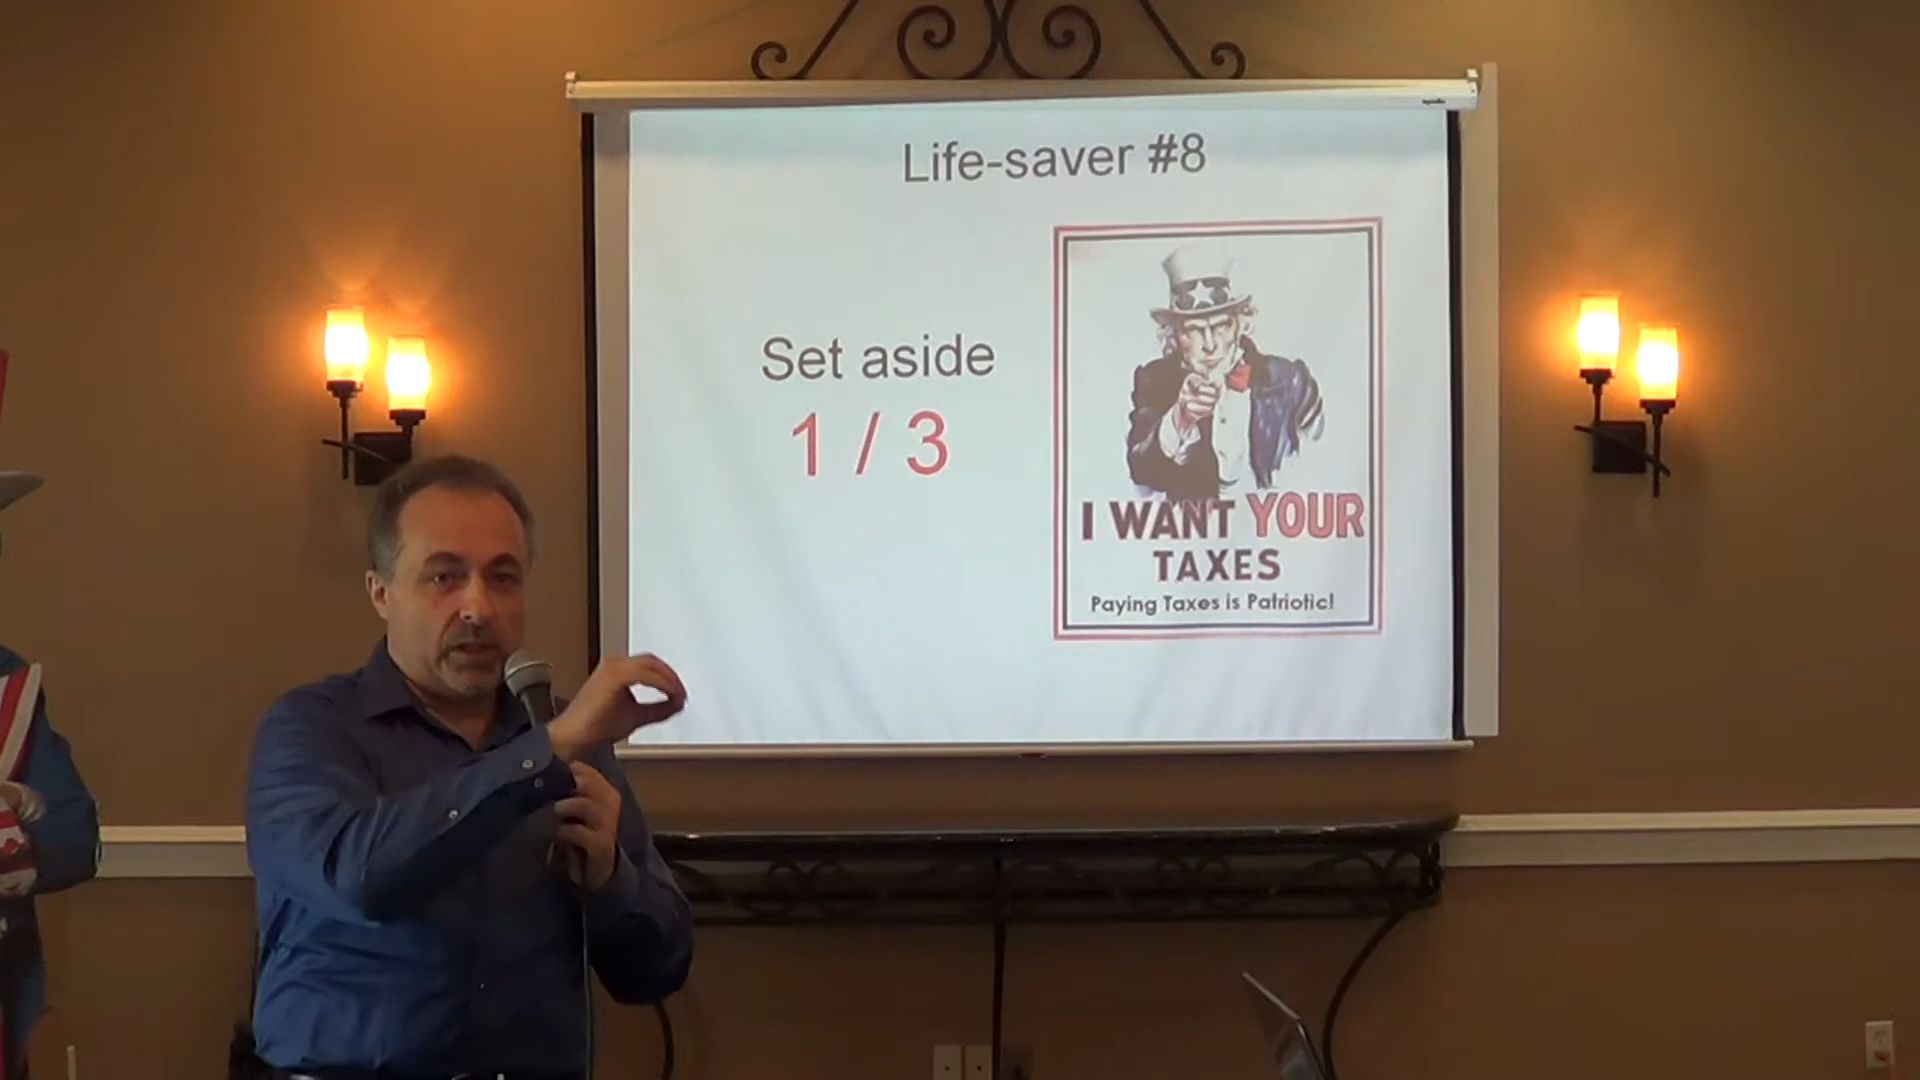 Life-saver #8
Set aside
1 / 3
I WANT YOUR
TAXES
Paying Taxes is Patriotic!